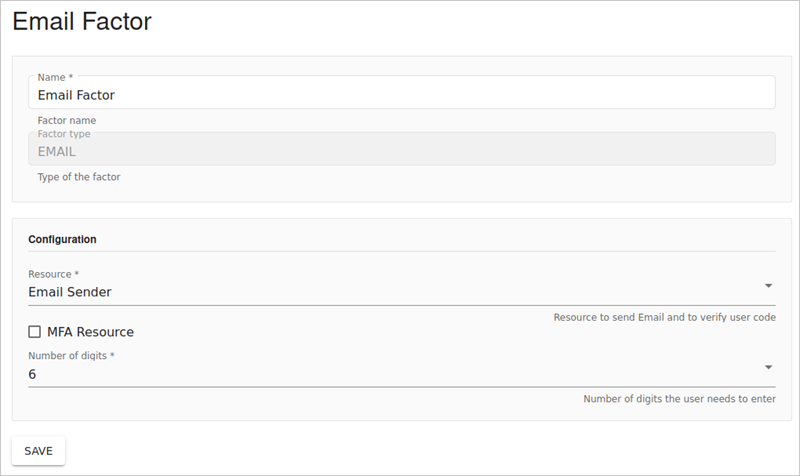 Email Factor
Name *
Email Factor
Factor name
Factor type
EMAIL
Type of the factor
Configuration
Resource *
Email Sender
Resource to send Email and to verify user code
MFA Resource
Number of digits *
6
Number of digits the user needs to enter
SAVE